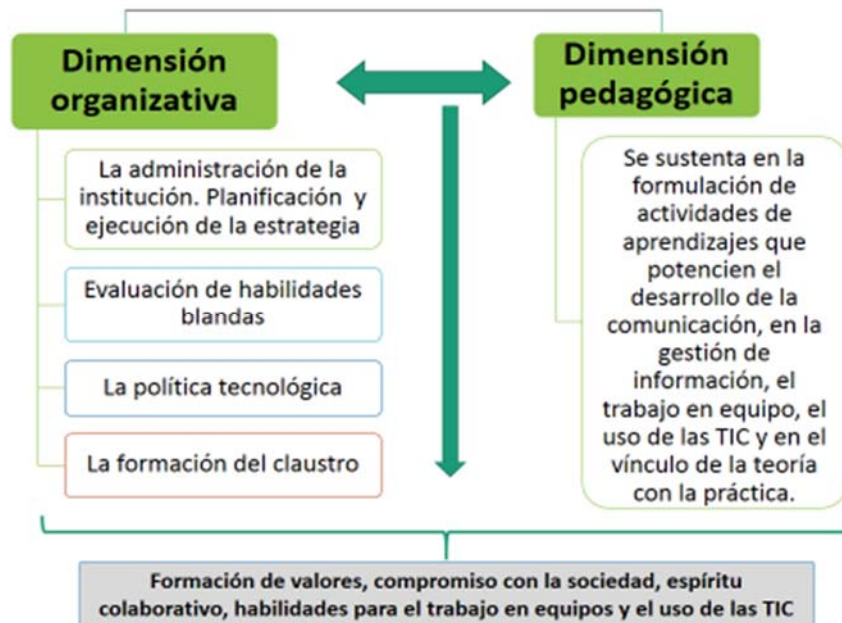 Dimensión
organizativa
La administración de la
institución. Planificación y
ejecución de la estrategia
Evaluación de habilidades
blandas
La política tecnológica
La formación del claustro
Dimensión
pedagógica
Se sustenta en la
formulación de
actividades de
aprendizajes que
potencien el
desarrollo de la
comunicación, en la
gestión de
información, el
trabajo en equipo, el
uso de las TIC y en el
vínculo de la teoría
con la práctica.
Formación de valores, compromiso con la sociedad, espíritu
colaborativo, habilidades para el trabajo en equipos y el uso de las TIC